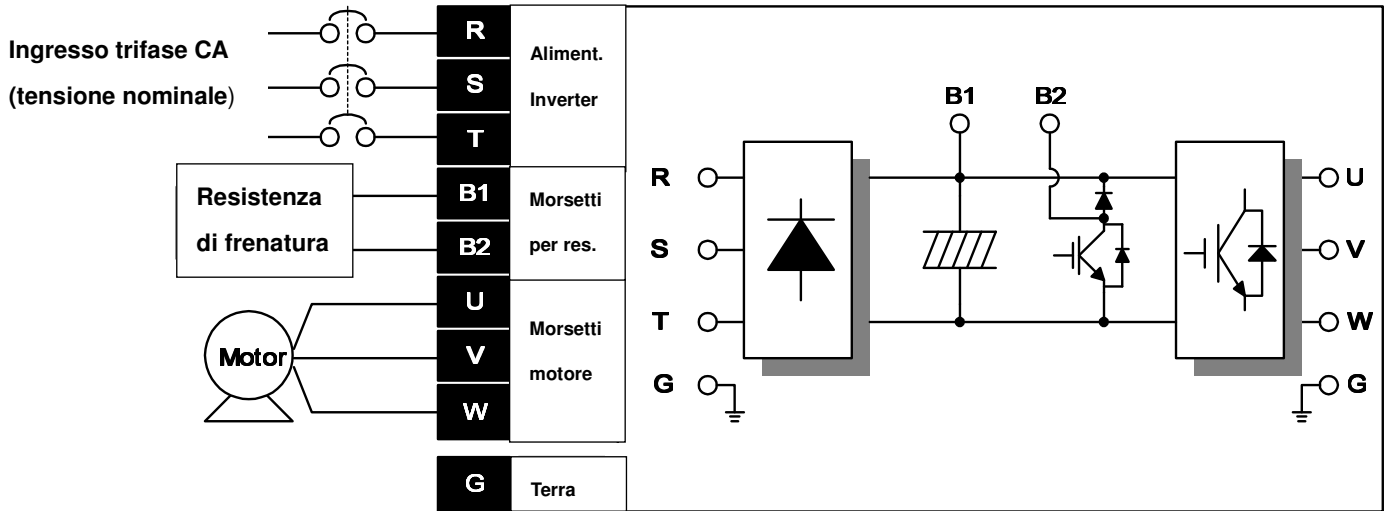 Ingresso trifase CA
(tensione nominale)
R
S
T
Aliment.
Inverter
Resistenza
di frenatura
B1
B2
Morsetti
per res.
Motor
U
V
W
Morsetti
motore
G
Terra
B1 B2
R
S
T
G
U
V
W
G